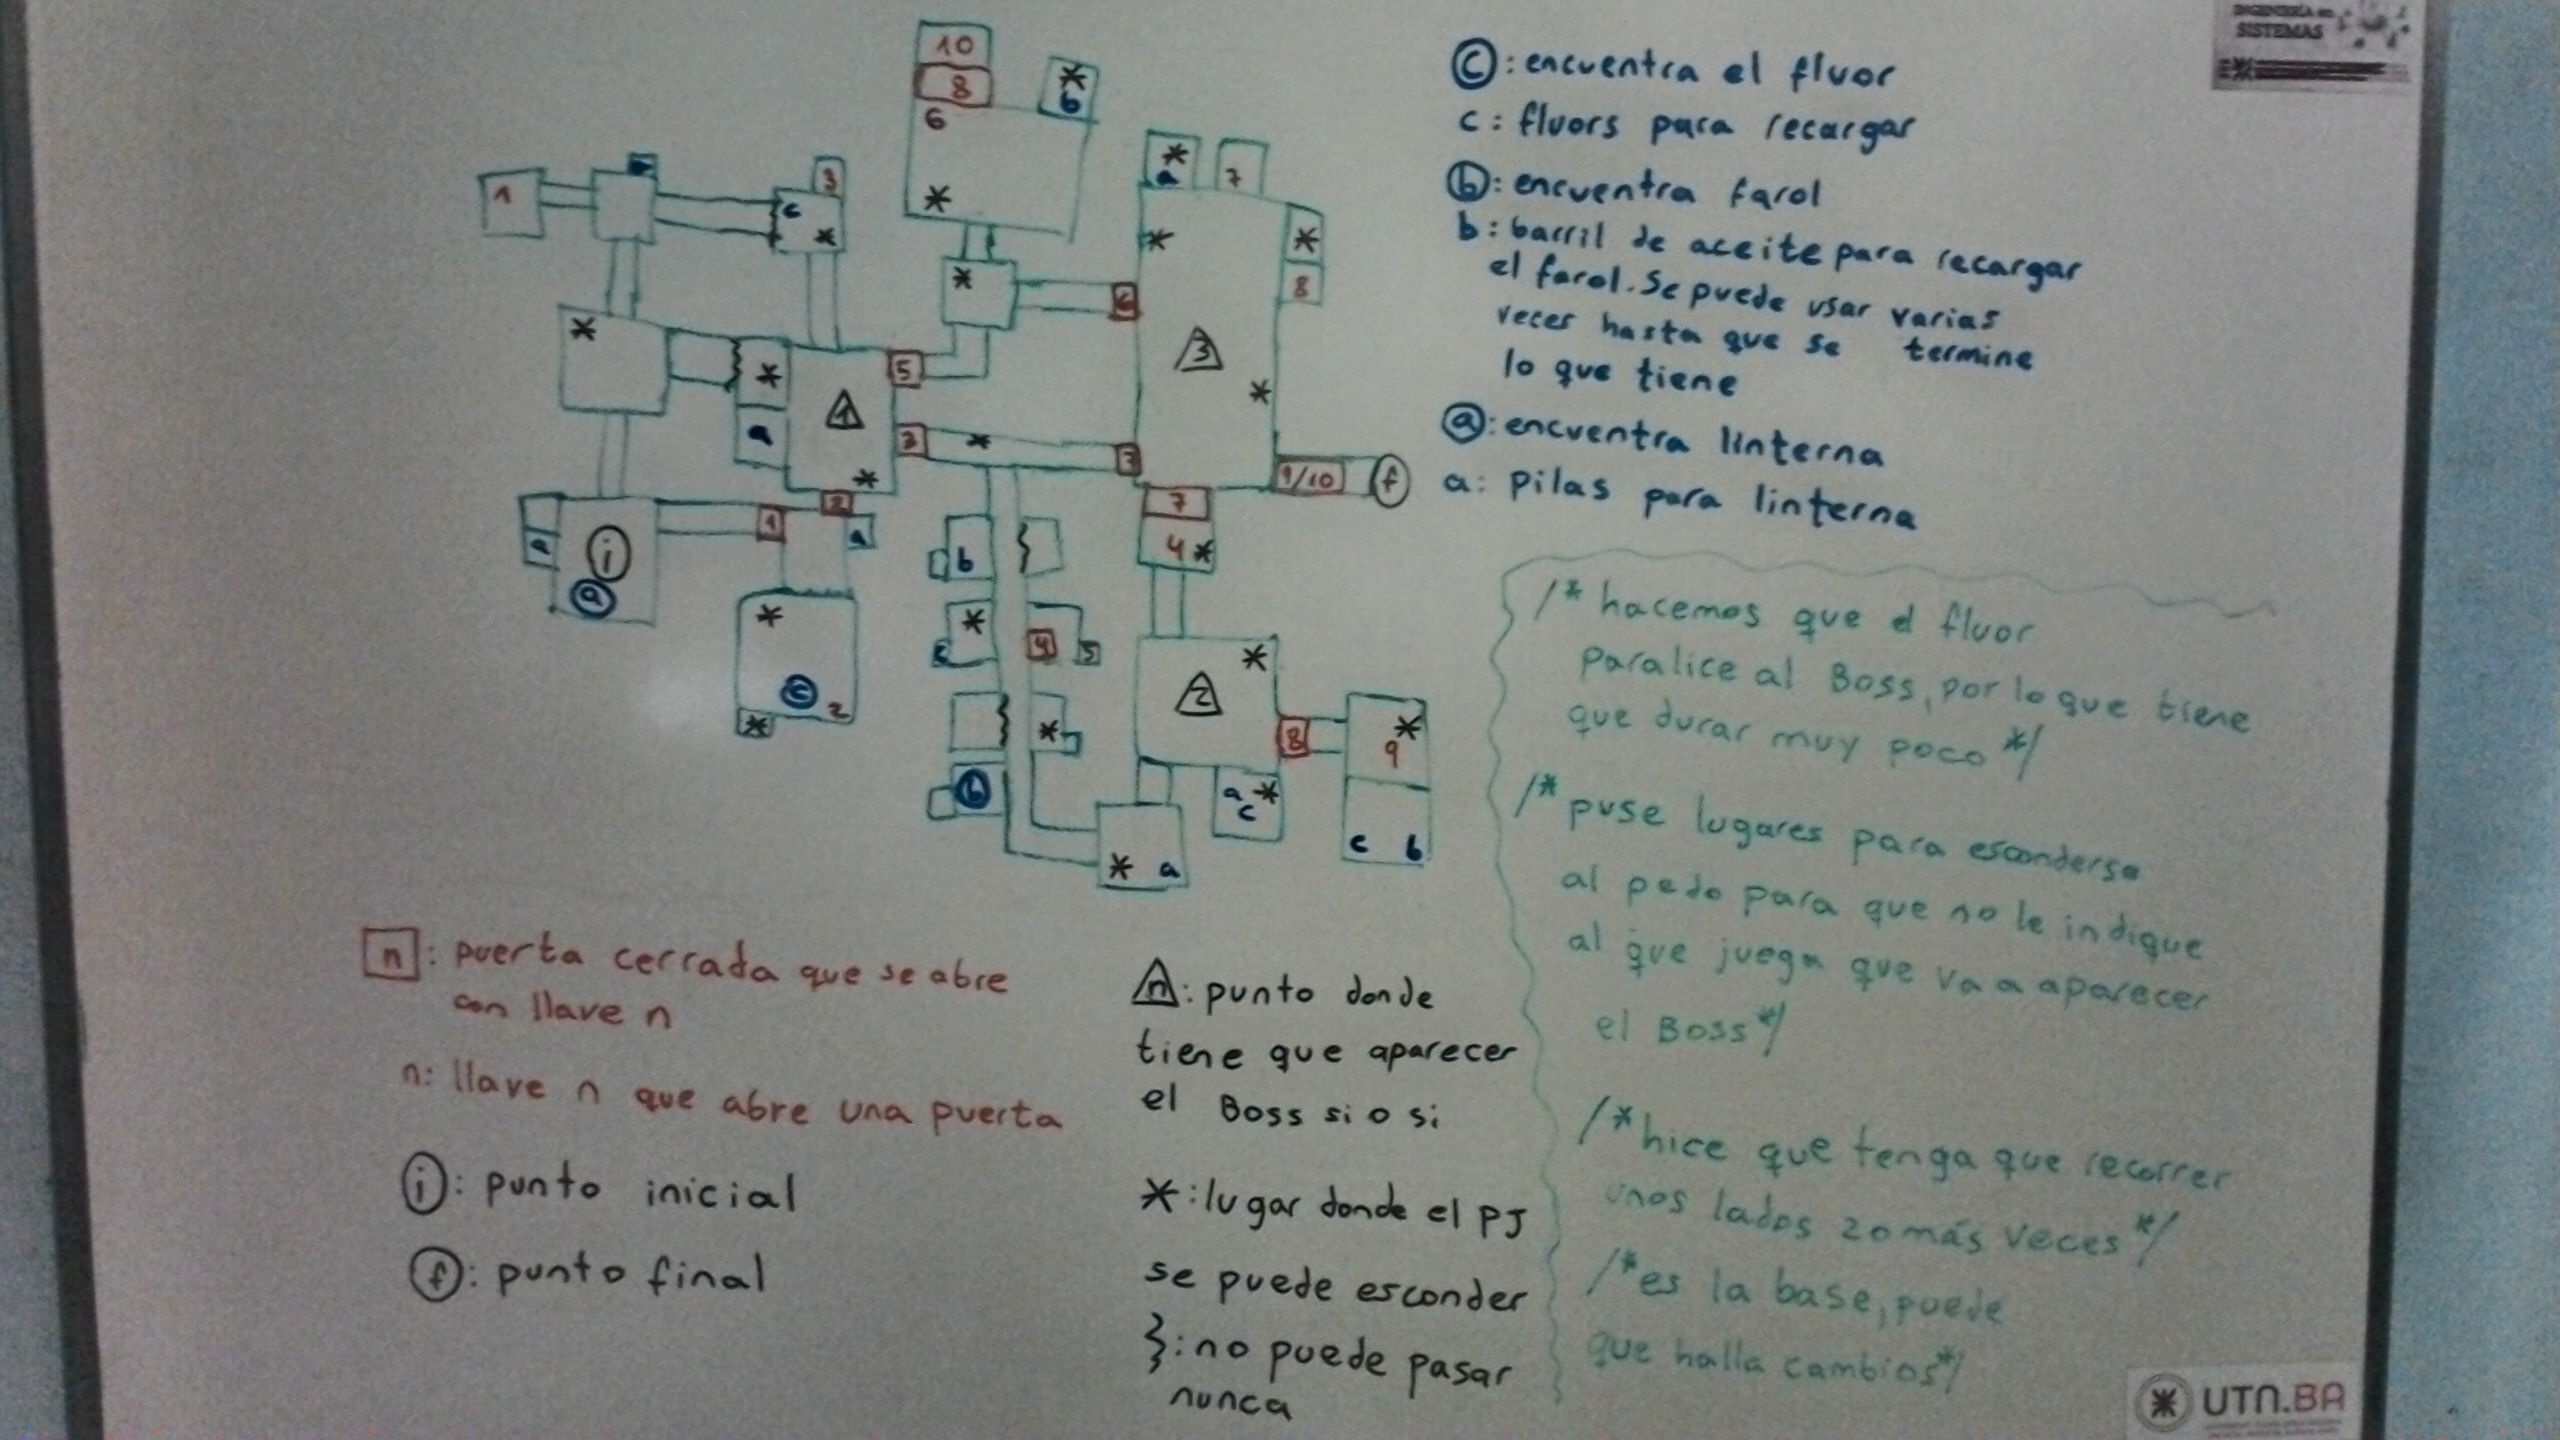 INGENIERÍA en
SISTEMAS
10
8
6
*
b
1
3
c
*
*
a
7
*
*
8
*
*
6
*
*
5
1
3
a
*
*
3
*
7
9/10
f
2
1
a
7
4 *
a
i
a
b
*
c
2
*
*
4
5
*
b
*
2
8
*
9
a *
c
c b
* a
ⓒ: encuentra el fluor
c: fluors para recargar
ⓑ: encuentra farol
b: barril de aceite para recargar
el farol. Se puede usar varias
veces hasta que se termine
lo que tiene
ⓐ: encuentra linterna
a: pilas para linterna
/* hacemos que el fluor
paralice al Boss, por lo que tiene
que durar muy poco */
/* puse lugares para esconderse
al pedo para que no le indique
al que juega que va a aparecer
el Boss */
/* hice que tenga que recorrer
unos lados 2 o más veces */
/* es la base, puede
que halla cambios */
n: puerta cerrada que se abre
con llave n
n: llave n que abre una puerta
i: punto inicial
f: punto final
n: punto donde
tiene que aparecer
el Boss si o si
*: lugar donde el PJ
se puede esconder
}: no puede pasar
nunca
UTN.BA